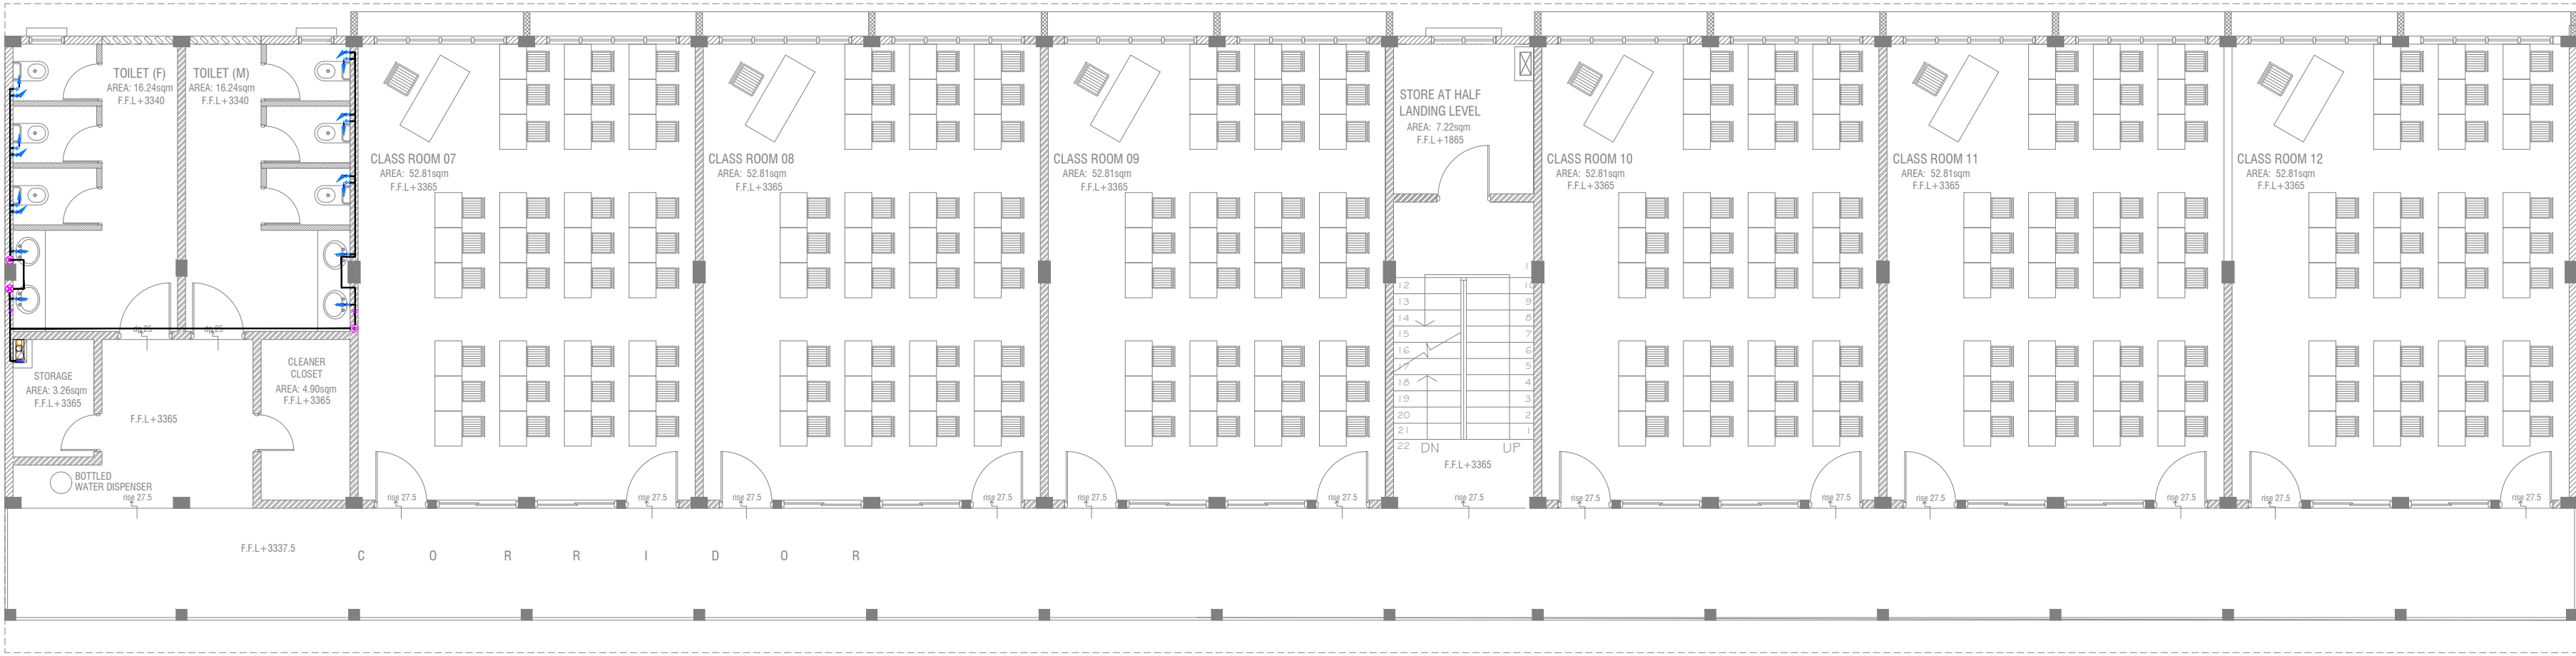 TOILET (F)
AREA: 16.24sqm
F.F.L+3340
TOILET (M)
AREA: 16.24sqm
F.F.L+3340
CLASS ROOM 07
AREA: 52.81sqm
F.F.L+3365
CLASS ROOM 08
AREA: 52.81sqm
F.F.L+3365
CLASS ROOM 09
AREA: 52.81sqm
F.F.L+3365
STORE AT HALF
LANDING LEVEL
AREA: 7.22sqm
F.F.L+1865
CLASS ROOM 10
AREA: 52.81sqm
F.F.L+3365
CLASS ROOM 11
AREA: 52.81sqm
F.F.L+3365
CLASS ROOM 12
AREA: 52.81sqm
F.F.L+3365
12
13
14
15
16
17
18
19
20
21
22
DN
10
9
8
7
6
5
4
3
2
1
UP
F.F.L+3365
dp 25
dp 25
STORAGE
AREA: 3.26sqm
F.F.L+3365
CLEANER
CLOSET
AREA: 4.90sqm
F.F.L+3365
F.F.L+3365
BOTTLED
WATER DISPENSER
rise 27.5
rise 27.5
rise 27.5
rise 27.5
rise 27.5
rise 27.5
rise 27.5
rise 27.5
rise 27.5
rise 27.5
rise 27.5
rise 27.5
rise 27.5
rise 27.5
F.F.L+3337.5
C O R R I D O R